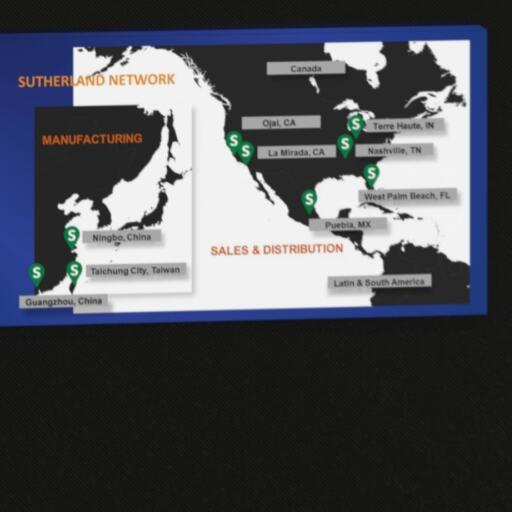 SUTHERLAND NETWORK
MANUFACTURING
Ningbo, China
Taichung City, Taiwan
Guangzhou, China
Canada
Ojai, CA
La Mirada, CA
Terre Haute, IN
Nashville, TN
West Palm Beach, FL
Puebla, MX
SALES & DISTRIBUTION
Latin & South America
S
S
S
S
S
S
S
S
S